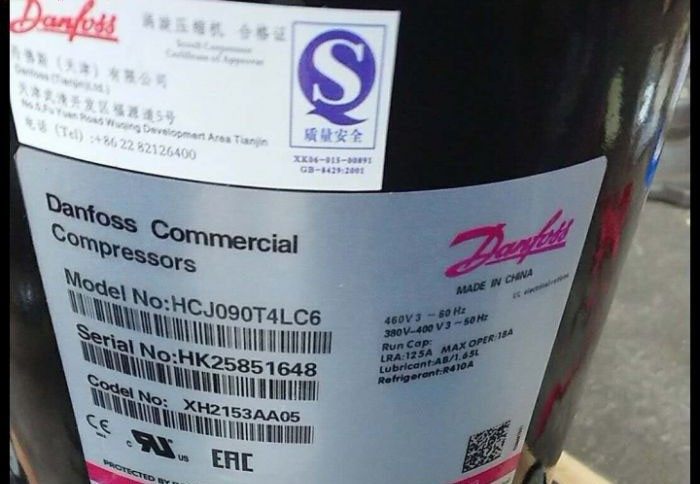 Danfoss
涡旋压缩机 合格证
Scroll Compressor
Certificate of Approver
丹佛斯（天津）有限公司
Danfoss (Tianjin)Ltd.)
天津武清开发区福源道5号
No.5,Fu Yuan Road Wuqing Development Area Tianjin
电话（Tel）:+86 22 82126400
质量安全
XK06-015-00891
GB-8429:2001
Danfoss Commercial
Compressors
Danfoss
MADE IN CHINA
Model No:HCJ090T4LC6
Serial No:HK25851648
Codel No: XH2153AA05
460V 3 ~ 60 Hz
380V-400 V 3 ~ 50 Hz
Run Cap:
LRA:125A MAX OPER:18A
Lubricant:AB/1.65L
Refrigerant:R410A
CE
c RU us
EAC
PROTECTED BY